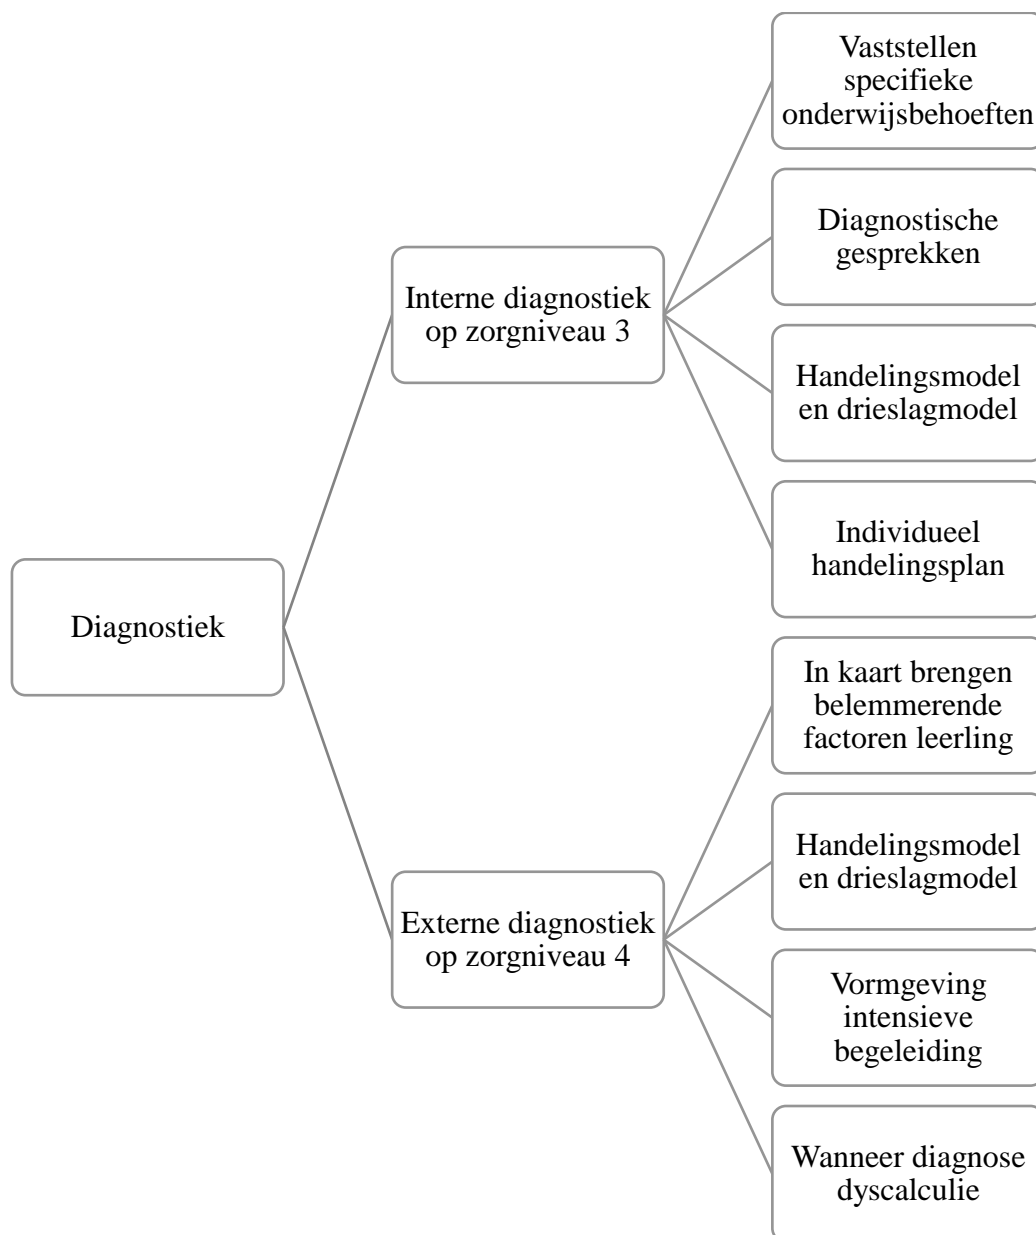 Vaststellen
specifieke
onderwijsbehoeften
Diagnostische
gesprekken
Interne diagnostiek
op zorgniveau 3
Handelingsmodel
en drieslagmodel
Individueel
handelingsplan
Diagnostiek
In kaart brengen
belemmerende
factoren leerling
Handelingsmodel
en drieslagmodel
Externe diagnostiek
op zorgniveau 4
Vormgeving
intensieve
begeleiding
Wanneer diagnose
dyscalculie